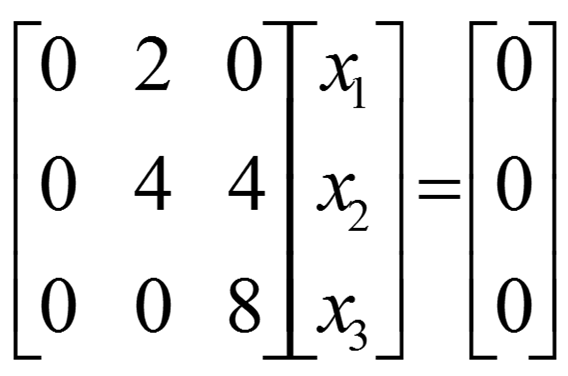 [0 2 0][x₁] [0]
[0 4 4][x₂]=[0]
[0 0 8][x₃] [0]